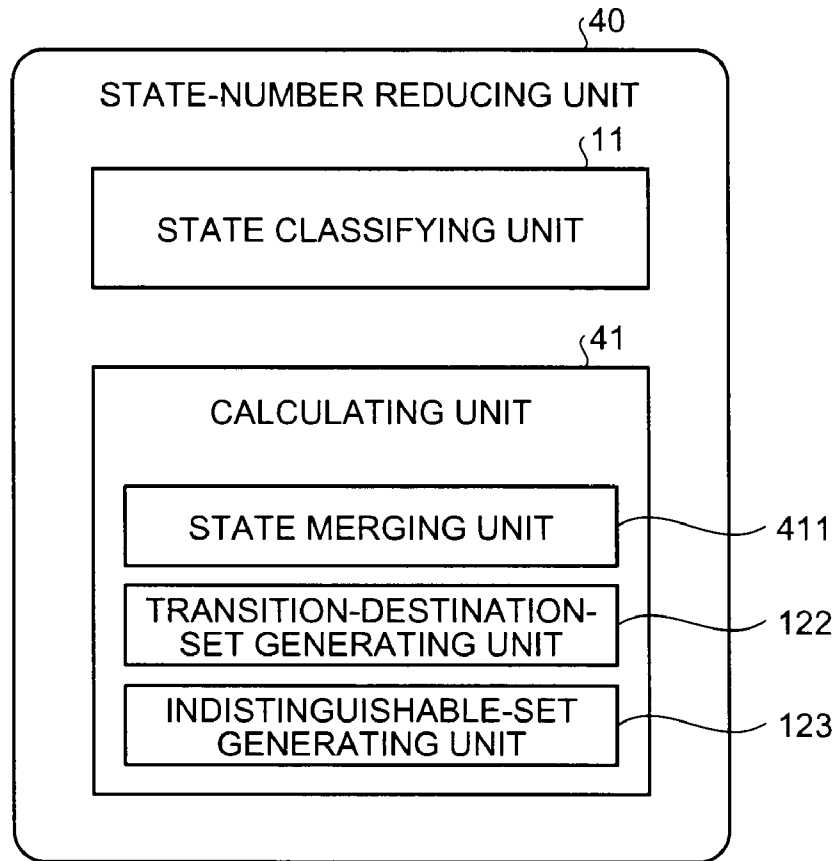 40
STATE-NUMBER REDUCING UNIT
11
STATE CLASSIFYING UNIT
41
CALCULATING UNIT
STATE MERGING UNIT
411
TRANSITION-DESTINATION-
SET GENERATING UNIT
122
INDISTINGUISHABLE-SET
GENERATING UNIT
123